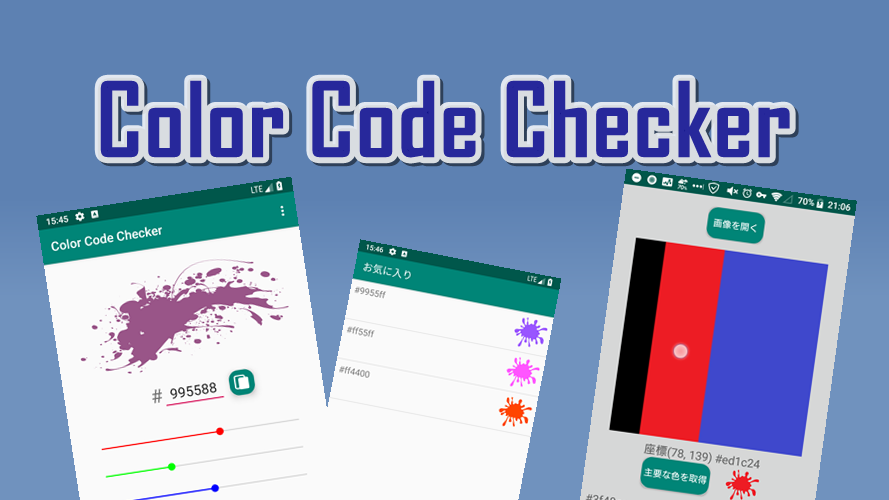 Color Code Checker
15:45
LTE
Color Code Checker
# 995588
15:46
LTE
お気に入り
#9955ff
#ff55ff
#ff4400
70%
70% 21:06
画像を開く
座標(78, 139) #ed1c24
主要な色を取得